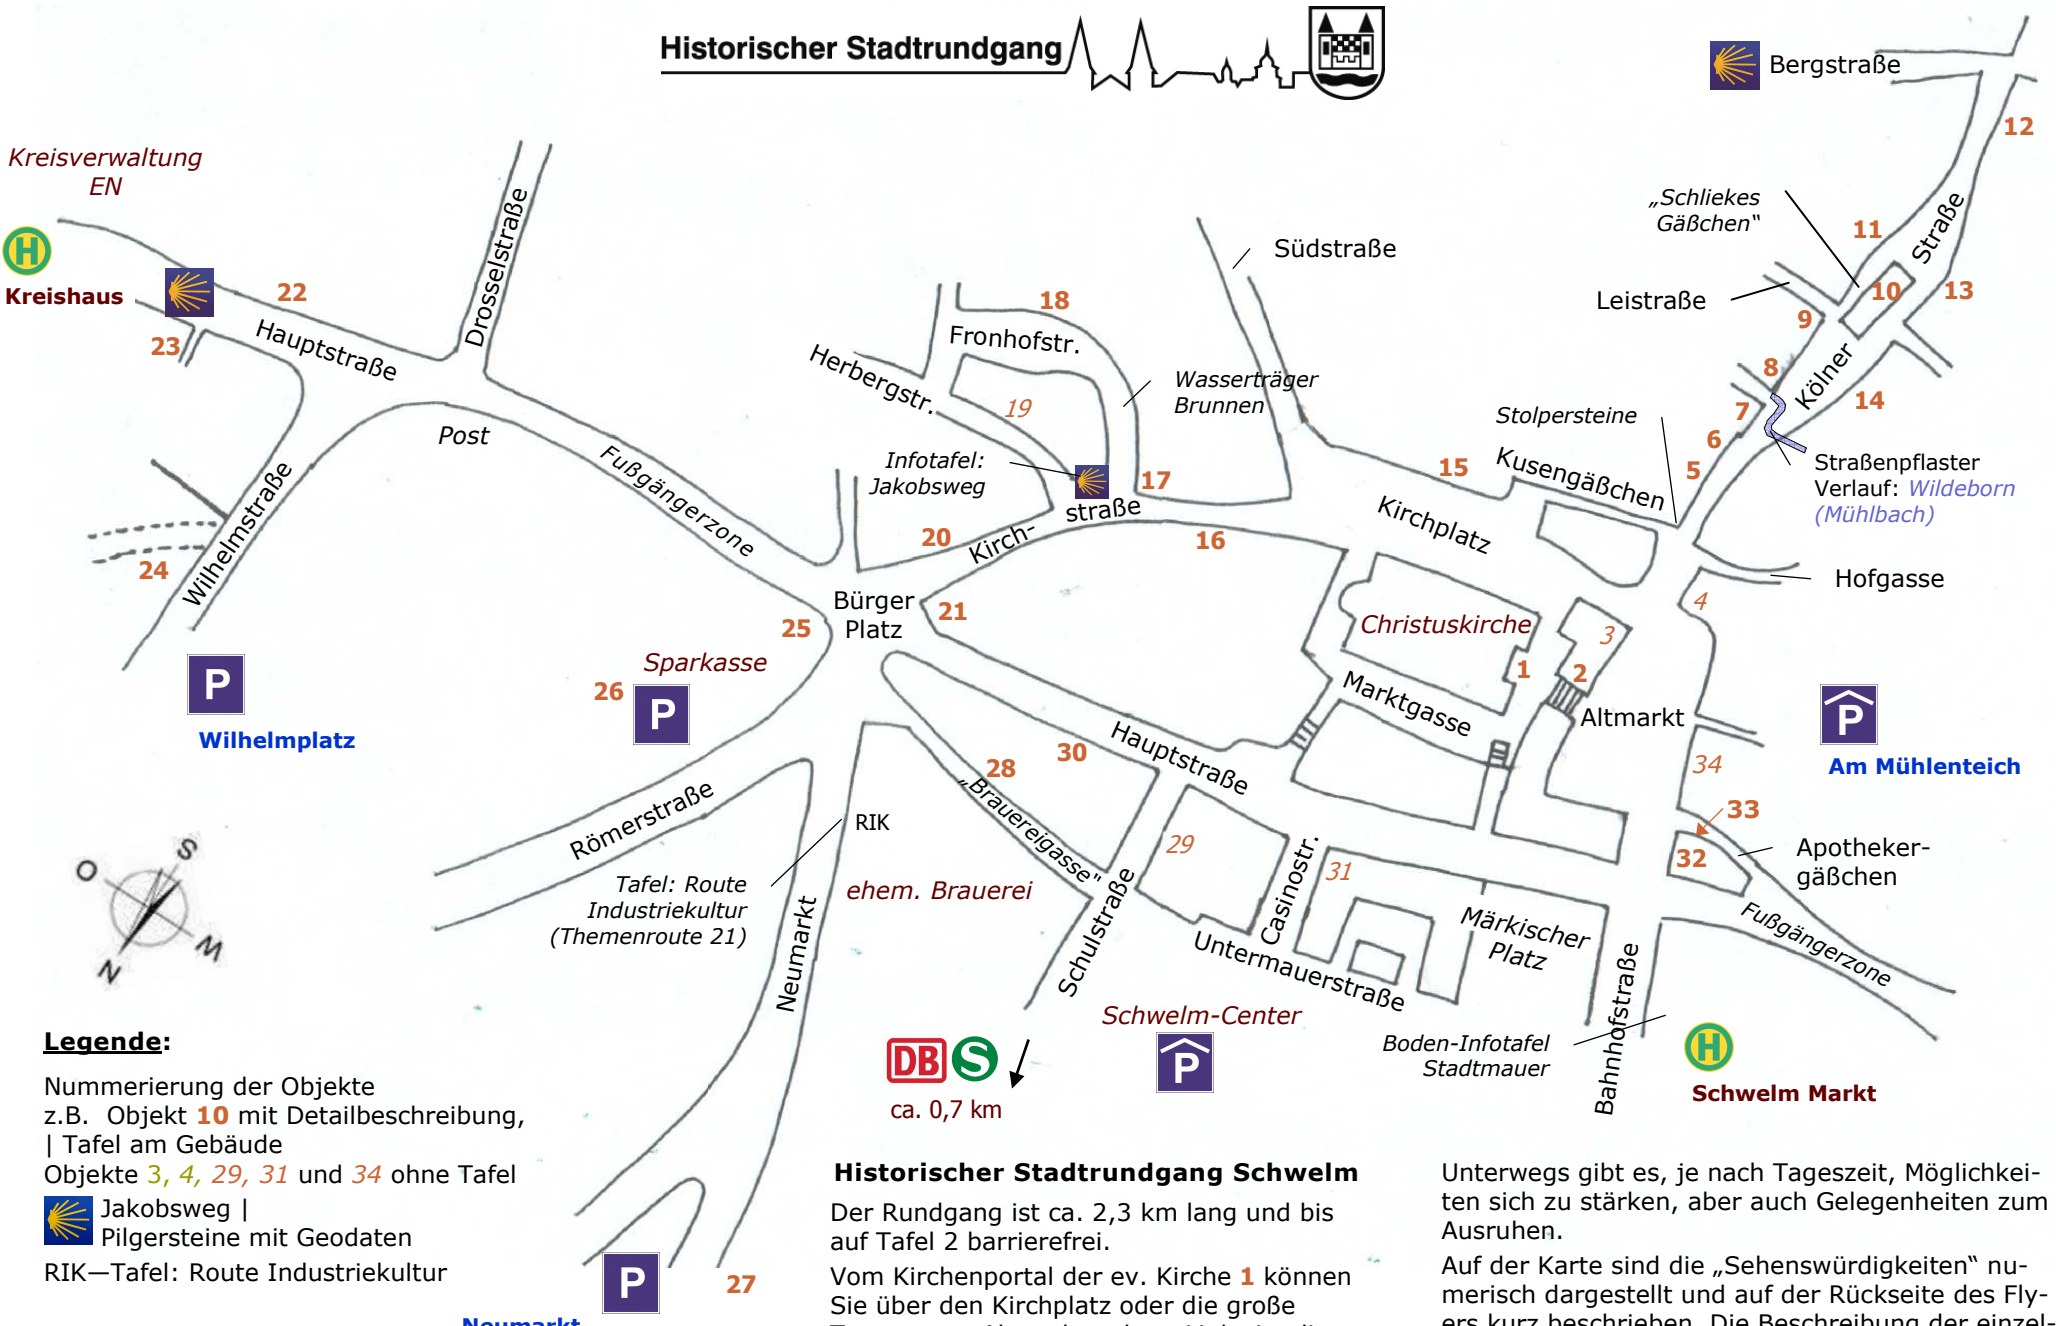 Historischer Stadtrundgang
Bergstraße
12
Kreisverwaltung
EN
Kreishaus
22
23
Hauptstraße
Drosselstraße
Post
Fußgängerzone
Wilhelmstraße
24
Wilhelmplatz
P
H
Südstraße
18
Fronhofstr.
Herbergstr.
19
Wasserträger
Brunnen
Infotafel:
Jakobsweg
17
20
Kirch-
straße
16
„Schliekes
Gäßchen“
11
Straße
10
13
Leistraße
9
8
Kölner
14
7
6
5
Stolpersteine
Straßenpflaster
Verlauf: Wildeborn
(Mühlbach)
15
Kusengäßchen
Kirchplatz
Hofgasse
4
Christuskirche
3
1
2
Marktgasse
Altmarkt
P
Am Mühlenteich
34
33
32
Apotheker-
gäßchen
Fußgängerzone
Bürger
Platz
21
25
Sparkasse
26
P
Hauptstraße
30
28
„Brauereigasse"
29
Casinostr.
31
Märkischer
Platz
Römerstraße
RIK
Tafel: Route
Industriekultur
(Themenroute 21)
ehem. Brauerei
Neumarkt
Schulstraße
Untermauerstraße
Bahnhofstraße
Schwelm-Center
P
Boden-Infotafel
Stadtmauer
H
Schwelm Markt
DB S
ca. 0,7 km
O
S
N
W
Legende:
Nummerierung der Objekte
z.B. Objekt 10 mit Detailbeschreibung,
| Tafel am Gebäude
Objekte 3, 4, 29, 31 und 34 ohne Tafel
Jakobsweg |
Pilgersteine mit Geodaten
RIK—Tafel: Route Industriekultur
P
27
Neumarkt
Historischer Stadtrundgang Schwelm
Der Rundgang ist ca. 2,3 km lang und bis
auf Tafel 2 barrierefrei.
Vom Kirchenportal der ev. Kirche 1 können
Sie über den Kirchplatz oder die große
Unterwegs gibt es, je nach Tageszeit, Möglichkei-
ten sich zu stärken, aber auch Gelegenheiten zum
Ausruhen.
Auf der Karte sind die „Sehenswürdigkeiten“ nu-
merisch dargestellt und auf der Rückseite des Fly-
ers kurz beschrieben. Die Beschreibung der einzel-